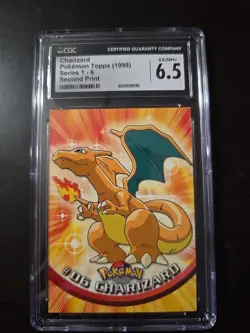 CGC
CERTIFIED GUARANTY COMPANY
Charizard
Pokémon Topps (1999)
Series 1 - 6
Second Print
EX/NM+
6.5
POKéMON
#06 CHARIZARD